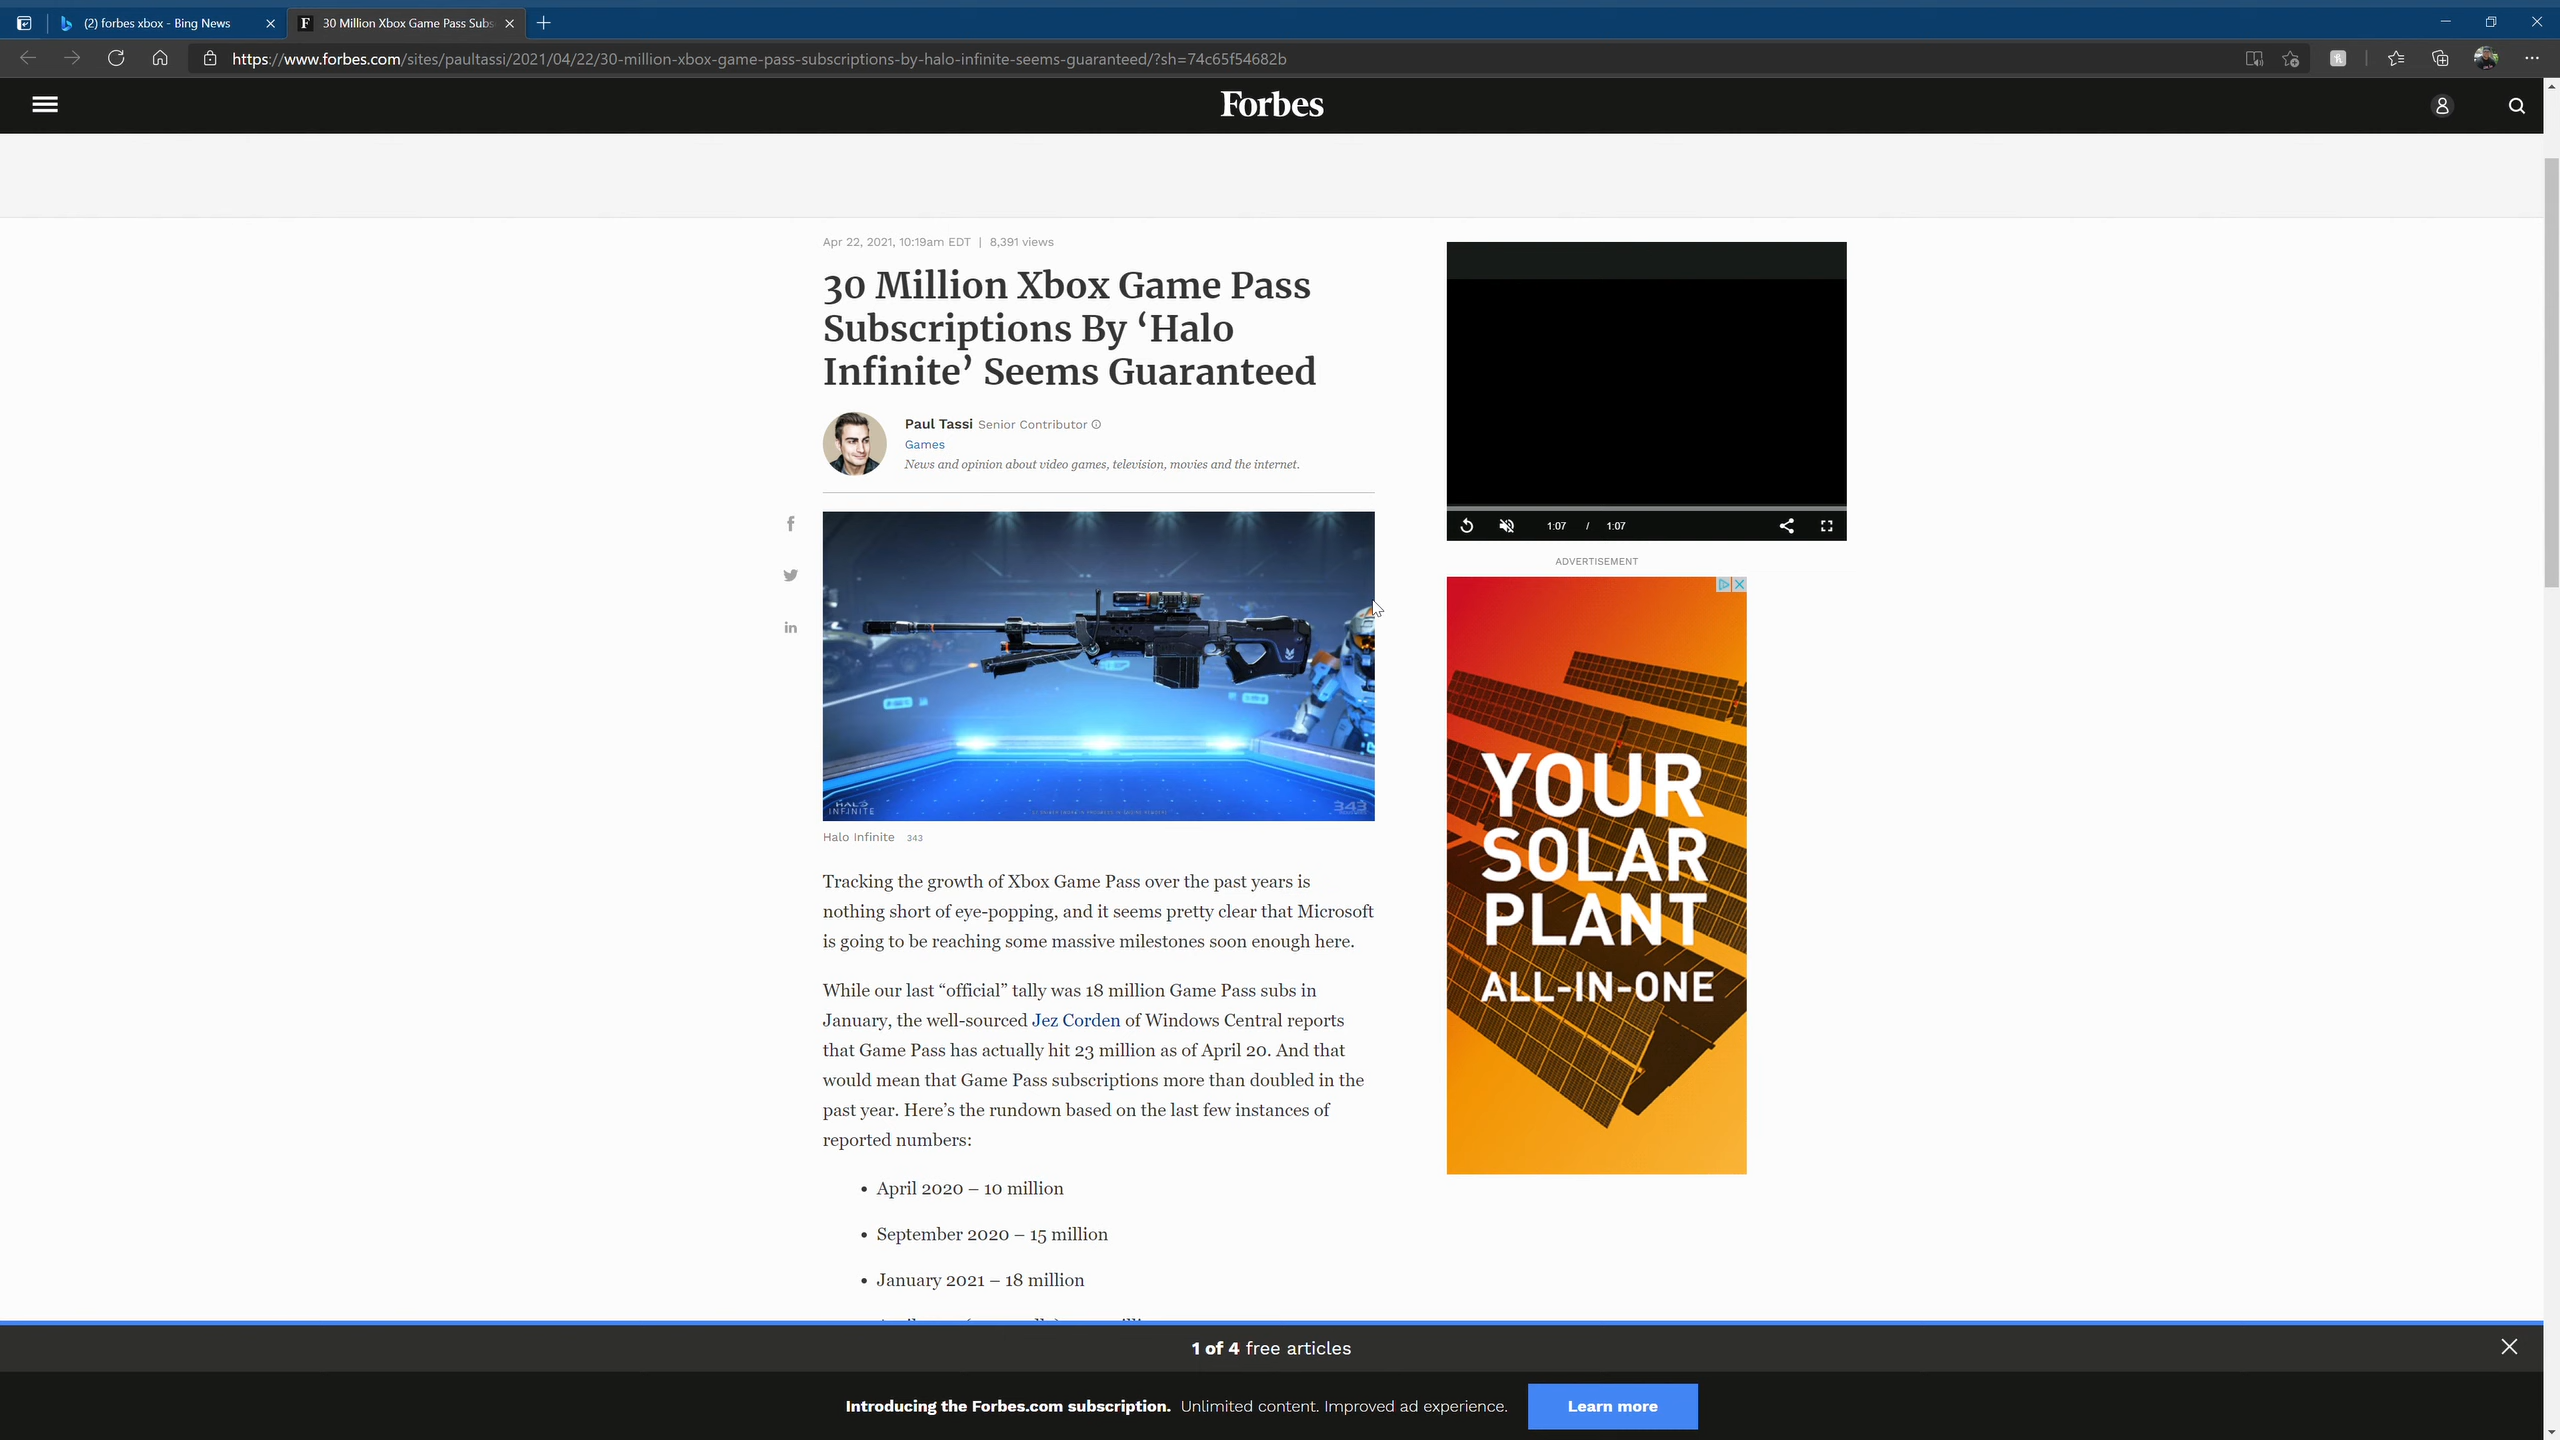 (2) forbes xbox - Bing News
30 Million Xbox Game Pass Subs
https://www.forbes.com/sites/paultassi/2021/04/22/30-million-xbox-game-pass-subscriptions-by-halo-infinite-seems-guaranteed/?sh=74c65f54682b
Forbes
Apr 22, 2021, 10:19am EDT | 8,391 views
30 Million Xbox Game Pass
Subscriptions By ‘Halo
Infinite’ Seems Guaranteed
Paul Tassi Senior Contributor
Games
News and opinion about video games, television, movies and the internet.
HALO
INFINITE
343
Halo Infinite 343
Tracking the growth of Xbox Game Pass over the past years is
nothing short of eye-popping, and it seems pretty clear that Microsoft
is going to be reaching some massive milestones soon enough here.
While our last “official” tally was 18 million Game Pass subs in
January, the well-sourced Jez Corden of Windows Central reports
that Game Pass has actually hit 23 million as of April 20. And that
would mean that Game Pass subscriptions more than doubled in the
past year. Here’s the rundown based on the last few instances of
reported numbers:
• April 2020 – 10 million
• September 2020 – 15 million
• January 2021 – 18 million
1:07 / 1:07
ADVERTISEMENT
YOUR
SOLAR
PLANT
ALL-IN-ONE
1 of 4 free articles
Introducing the Forbes.com subscription. Unlimited content. Improved ad experience.
Learn more